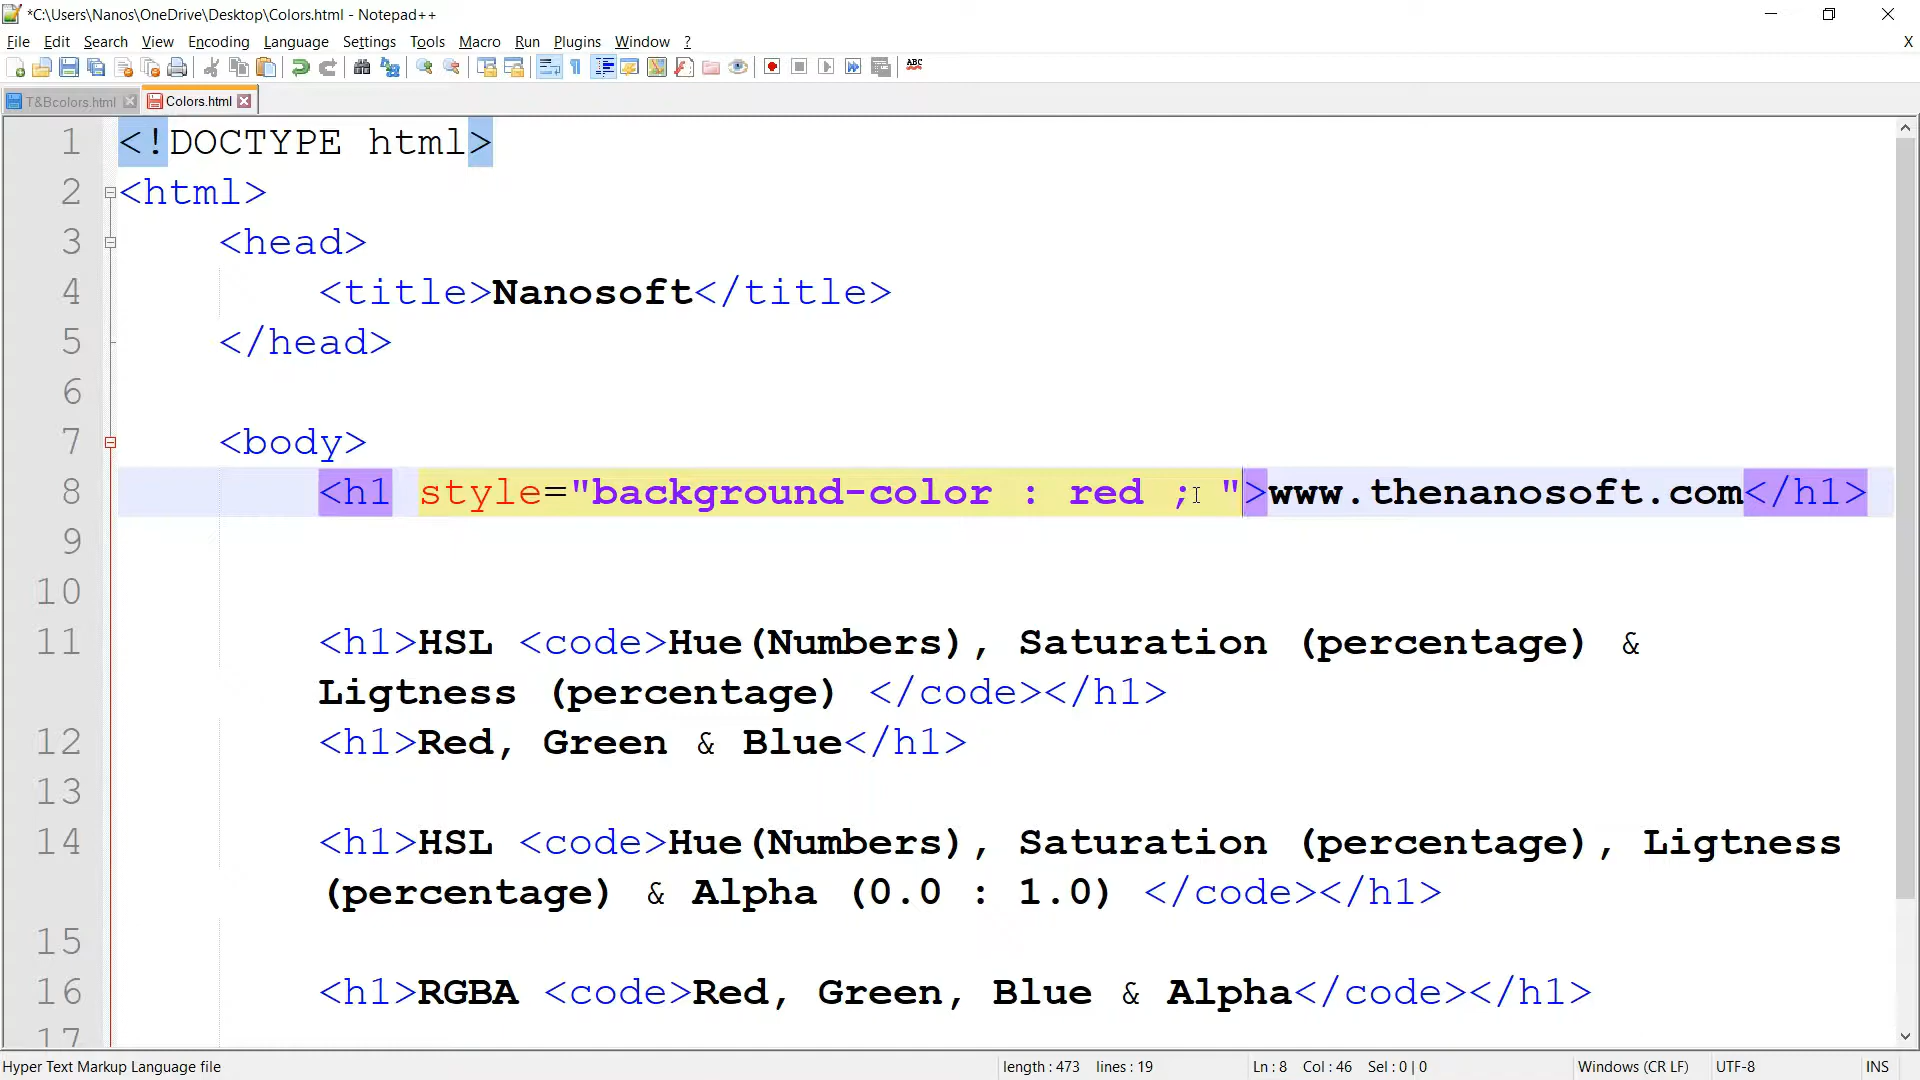 *C:\Users\Nanos\OneDrive\Desktop\Colors.html - Notepad++
File Edit Search View Encoding Language Settings Tools Macro Run Plugins Window ? X
ABC
T&Bcolors.html Colors.html
1 <!DOCTYPE html>
2 <html>
3 <head>
4 <title>Nanosoft</title>
5 </head>
6
7 <body>
8 <h1 style="background-color : red ; ">www.thenanosoft.com</h1>
9
10
11 <h1>HSL <code>Hue(Numbers), Saturation (percentage) &
Ligtness (percentage) </code></h1>
12 <h1>Red, Green & Blue</h1>
13
14 <h1>HSL <code>Hue(Numbers), Saturation (percentage), Ligtness
(percentage) & Alpha (0.0 : 1.0) </code></h1>
15
16 <h1>RGBA <code>Red, Green, Blue & Alpha</code></h1>
17
Hyper Text Markup Language file length : 473 lines : 19 Ln : 8 Col : 46 Sel : 0 | 0 Windows (CR LF) UTF-8 INS